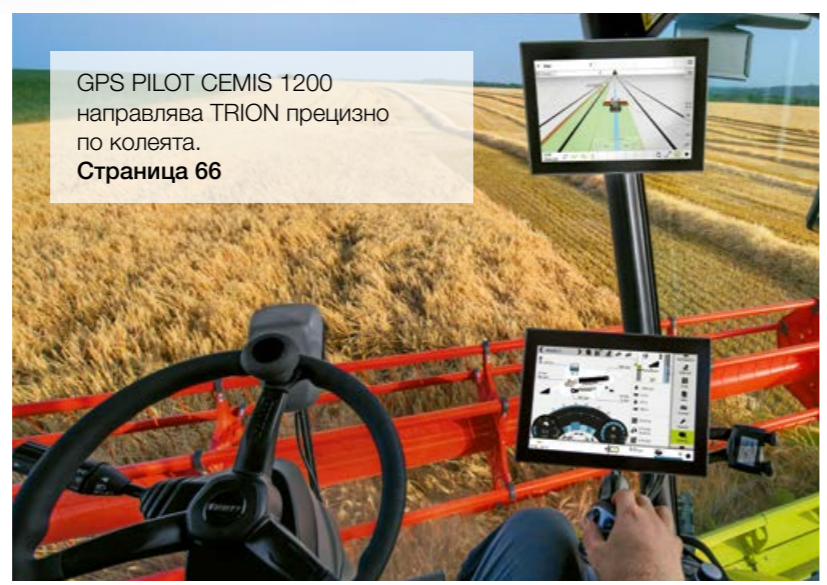 GPS PILOT CEMIS 1200
направлява TRION прецизно
по колеята.
Страница 66